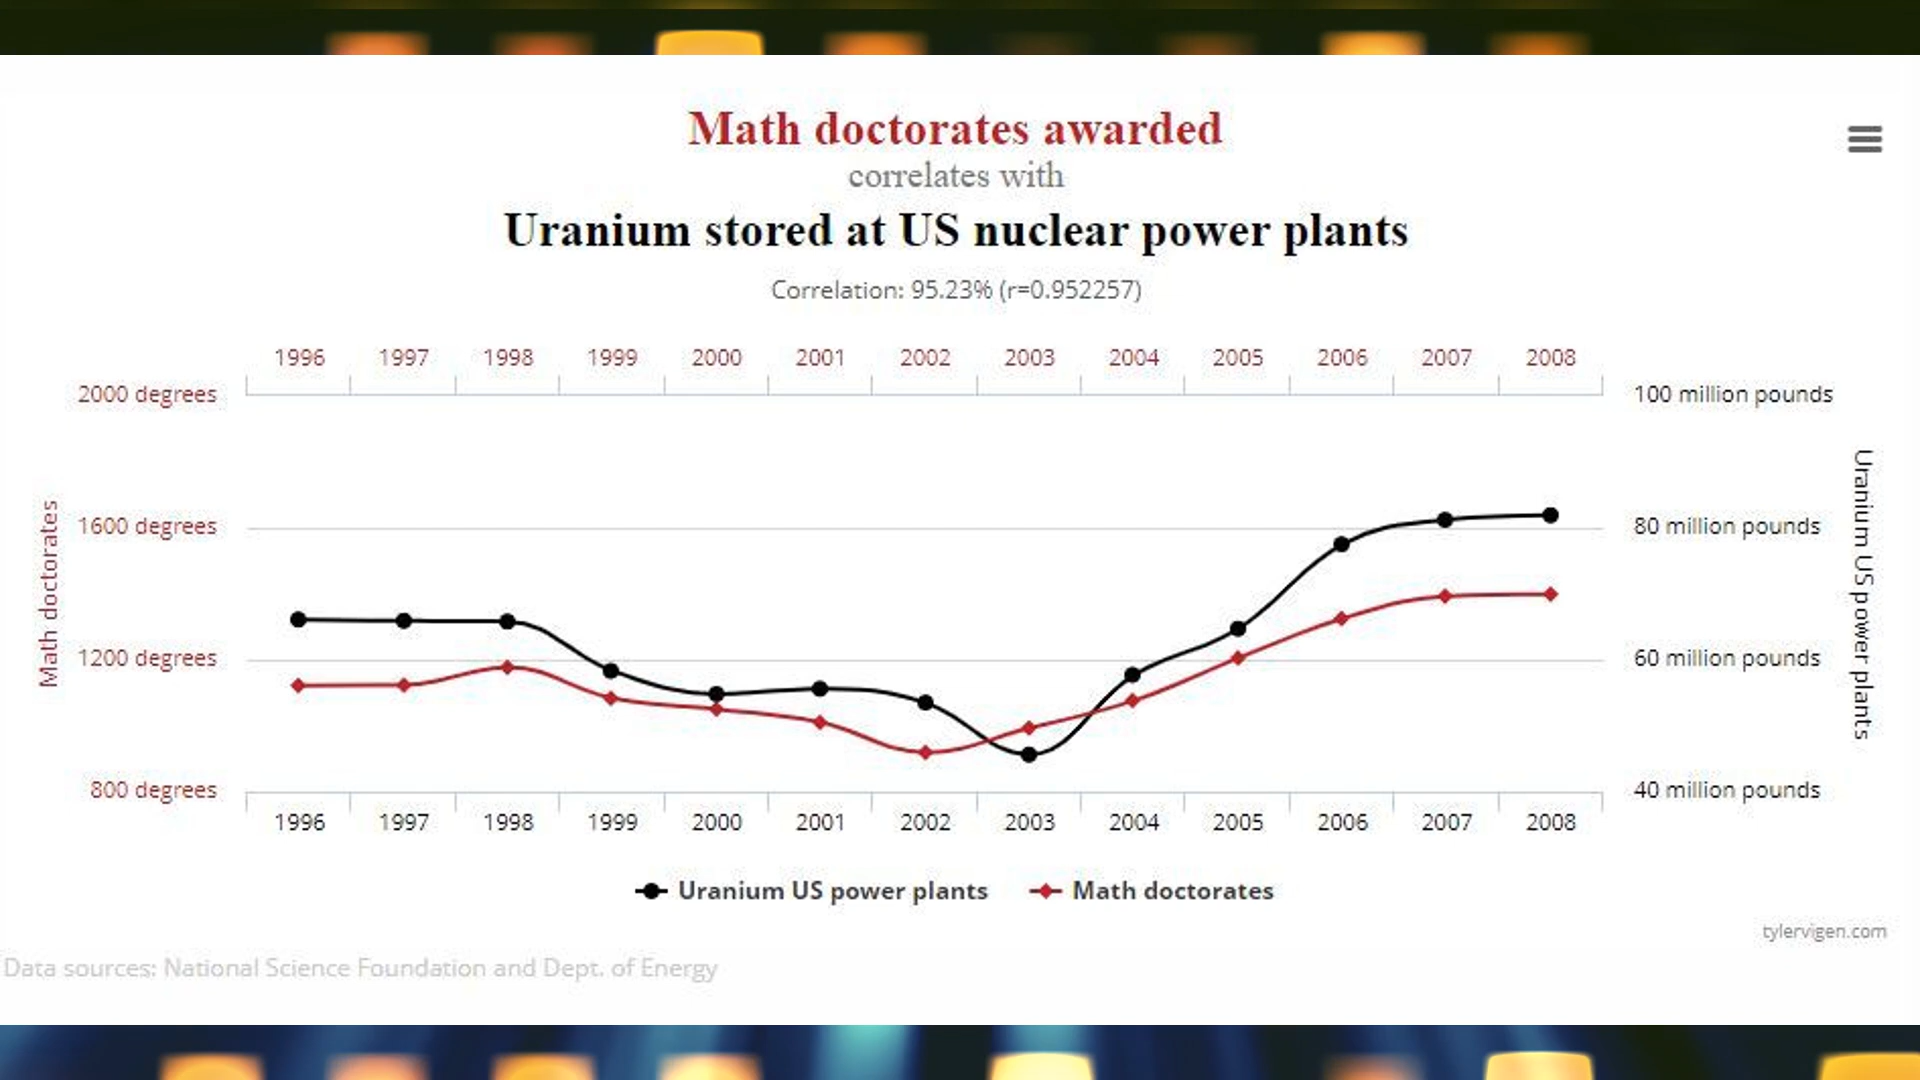 Math doctorates awarded
correlates with
Uranium stored at US nuclear power plants
Correlation: 95.23% (r=0.952257)
1996 1997 1998 1999 2000 2001 2002 2003 2004 2005 2006 2007 2008
2000 degrees 100 million pounds
1600 degrees 80 million pounds
1200 degrees 60 million pounds
800 degrees 40 million pounds
Math doctorates
Uranium US power plants
1996 1997 1998 1999 2000 2001 2002 2003 2004 2005 2006 2007 2008
Uranium US power plants Math doctorates
tylervigen.com
Data sources: National Science Foundation and Dept. of Energy